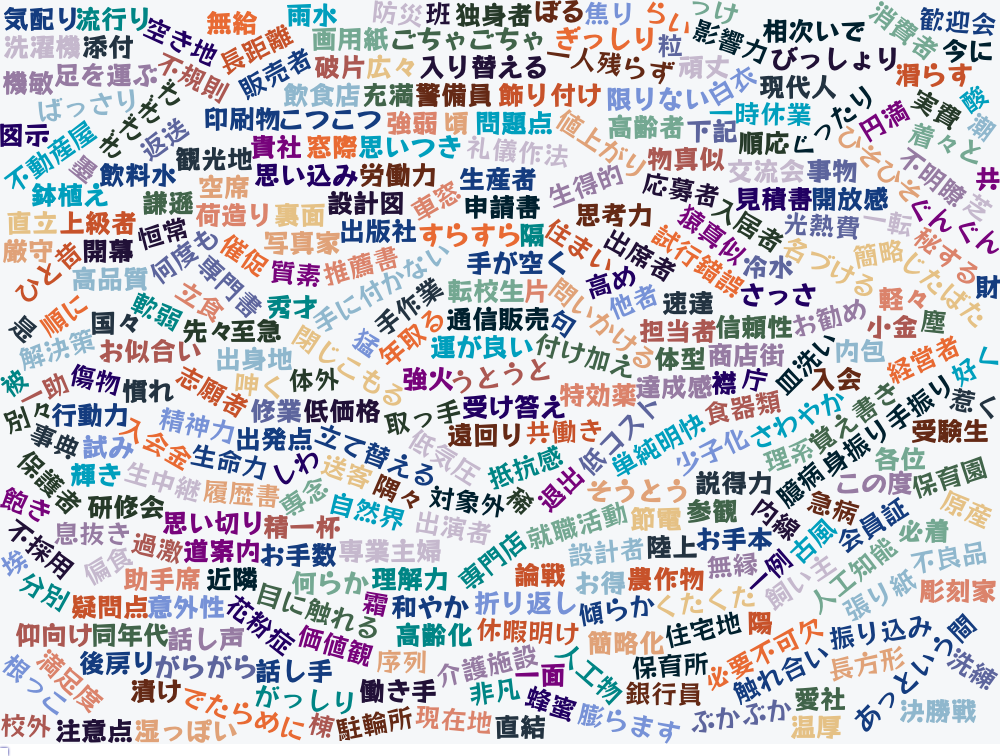 気配り 流行り 無給 雨水 防災 班 独身者 ぼる 焦り らい っけ 消費者 歓迎会
洗濯機 添付 空き地 長距離 画用紙 ごちゃごちゃ ぎっしり 粒 影響力 相次いで 今に
機敏 足を運ぶ 不規則 販売者 破片 広々 入り替える 一人残らず 頑丈 びっしょり 滑らす
ばっさり ぎざぎざ 飲食店 充満 警備員 飾り付け 限りない 白衣 現代人 実費 酸
図示 不動産屋 返送 印刷物 こつこつ 強弱 頃 問題点 値上がり 高齢者 下記 一時休業 順応 じったり 円満 着々と 潮
墨 飲料水 観光地 貴社 窓際 思いつき 礼儀作法 物真似 交流会 事物 ひそひそ 不明瞭 芝 共
鉢植え 謙遜 空席 思い込み 労働力 生産者 生得的 応募者 見積書 開放感
直立 上級者 荷造り 裏面 設計図 車窓 申請書 思考力 猿真似 入居者 光熱費 一転 ぐんぐん
厳守 開幕 恒常 催促 写真家 出版社 すらすら 隔 住まい 出席者 試行錯誤 冷水 名づける 簡略 秘する
ひと昔 高品質 何度も 専門書 質素 推薦書 手に付かない 手が空く 高め さっさ じたばた 財
是 順に 軟弱 立食 秀才 手作業 転校生 片 問いかける 他者 速達 軽々
国々 先々 至急 閉じこもる 猛 年取る 通信販売 句 担当者 信頼性 お勧め 小金 塵
解決策 お似合い 出身地 運が良い 付け加え 体型 商店街 皿洗い 内包 経営者 好く
被 一助 傷物 慣れ 志願者 呻く 体外 強火 うとうと 特効薬 達成感 襟 庁 入会
別々 行動力 精神力 修業 低価格 取っ手 受け答え 低コスト 食器類 さわやか 覚え書き 手振り 惹く
事典 試み 入会金 出発点 立て替える 低気圧 遠回り 共働き 単純明快 少子化 理系 身振り 受験生
保護者 輝き 生中継 生命力 しわ 送客 隅々 抵抗感 退出 そうとう 説得力 臆病 この度 各位 保育園
飽き 研修会 履歴書 専念 自然界 対象外 節電 参観 内線 急病 会員証 原産
不採用 息抜き 思い切り 精一杯 出演者 就職活動 お手本 古風 必着
埃 偏食 過激 道案内 お手数 専業主婦 専門店 設計者 陸上 無縁 一例 人工知能 不良品
分別 助手席 近隣 何らか 理解力 論戦 お得 農作物 飼い主 張り紙 彫刻家
疑問点 意外性 花粉症 目に触れる 霜 和やか 折り返し 傾らか くたくた
仰向け 同年代 話し声 価値観 高齢化 休暇明け 簡略化 住宅地 陽 必要不可欠 振り込み あっという間
根っこ 満足度 後戻り がらがら 話し手 序列 介護施設 一面 人工物 保育所 触れ合い 長方形 洗練
漬け でたらめに がっしり 働き手 非凡 蜂蜜 銀行員 愛社
校外 注意点 湿っぽい 棟 駐輪所 現在地 直結 膨らます ぶかぶか 温厚 決勝戦